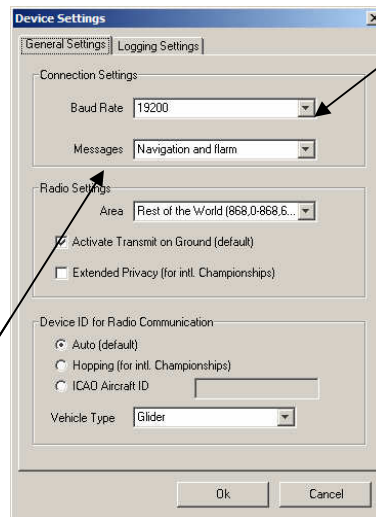 Device Settings
General Settings
Logging Settings
Connection Settings
Baud Rate 19200
Messages Navigation and flarm
Radio Settings
Area Rest of the World (868,0-868,6...
Activate Transmit on Ground (default)
Extended Privacy (for intl. Championships)
Device ID for Radio Communication
Auto (default)
Hopping (for intl. Championships)
ICAO Aircraft ID
Vehicle Type Glider
Ok Cancel